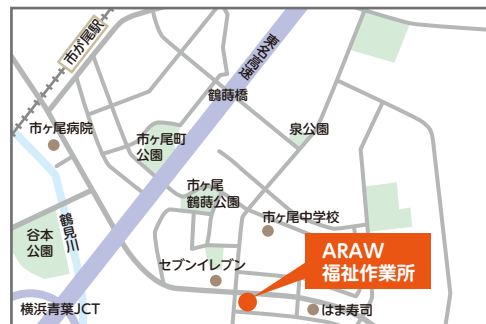 市が尾駅
東名高速
鶴蒔橋
市ヶ尾病院
市ヶ尾町
公園
泉公園
市ヶ尾
鶴蒔公園
市ヶ尾中学校
谷本
公園
鶴見川
セブンイレブン
ARAW
福祉作業所
横浜青葉JCT
はま寿司